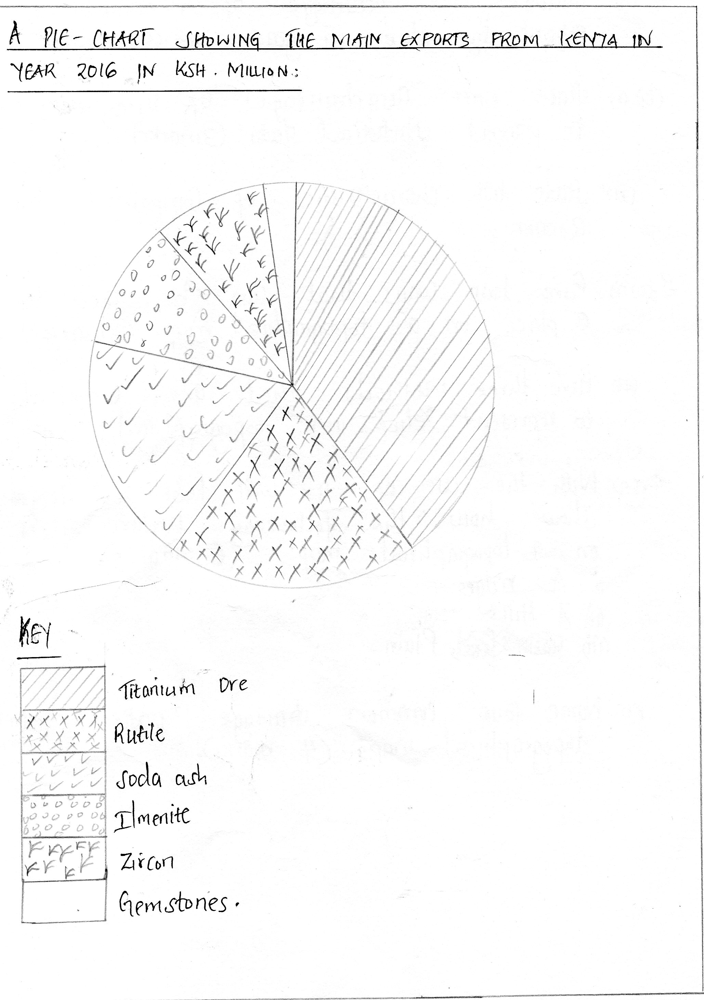 A PIE-CHART SHOWING THE MAIN EXPORTS FROM KENYA IN
YEAR 2016 IN KSH. MILLION:
KEY
Titanium Ore
Rutile
Soda ash
Ilmenite
Zircon
Gemstones.